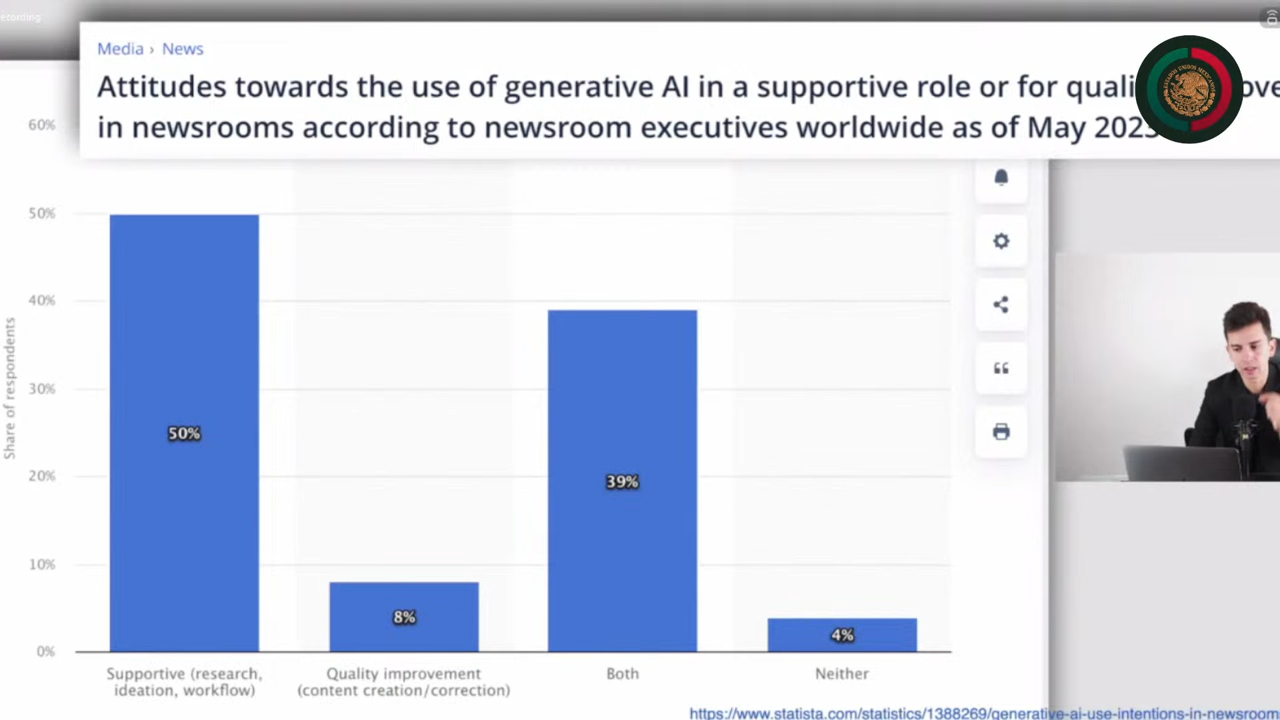 ecording
Media › News
Attitudes towards the use of generative AI in a supportive role or for
in newsrooms according to newsroom executives worldwide as of May 2023
60%
50%
40%
30%
20%
10%
0%
Share of respondents
50%
8%
39%
4%
Supportive (research,
ideation, workflow)
Quality improvement
(content creation/correction)
Both
Neither
https://www.statista.com/statistics/1388269/generative-ai-use-intentions-in-newsroom